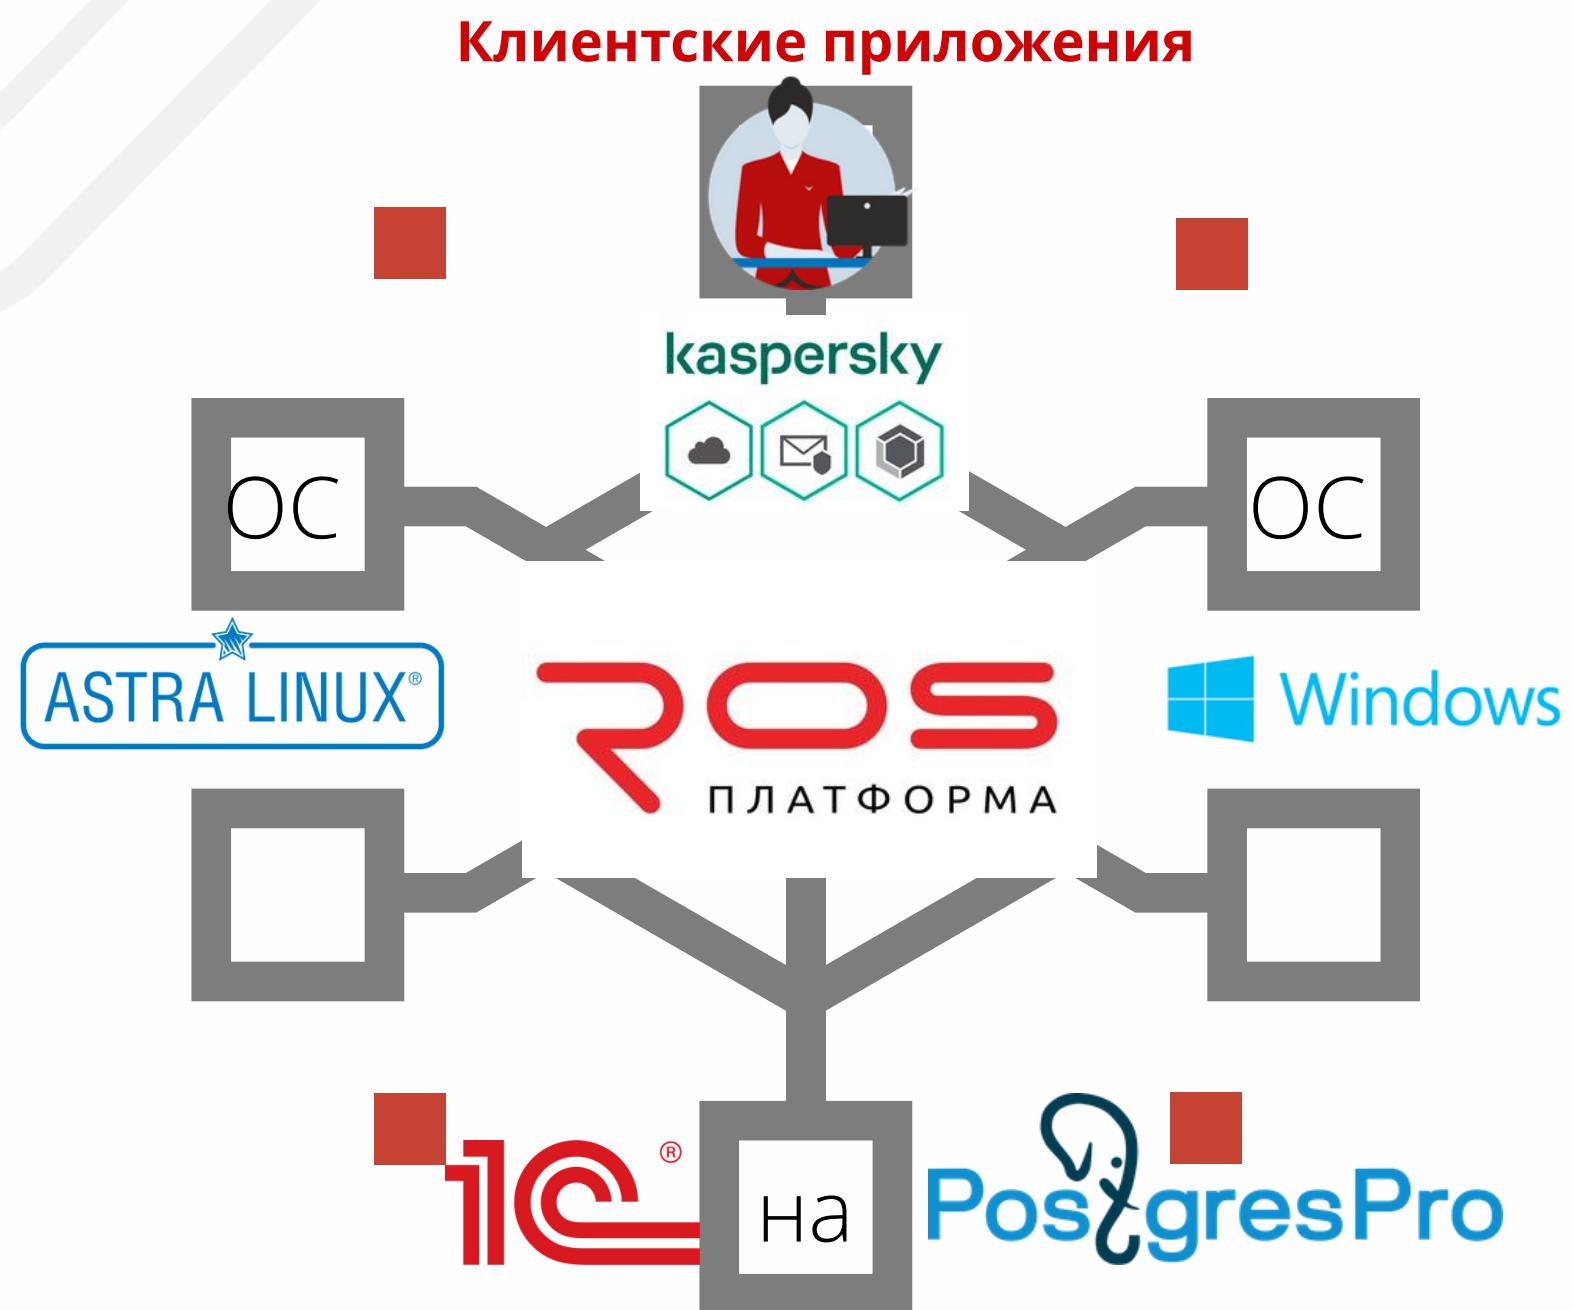 Клиентские приложения
kaspersky
ОС
ОС
ASTRA LINUX®
ROS
ПЛАТФОРМА
Windows
1С®
на
PostgresPro